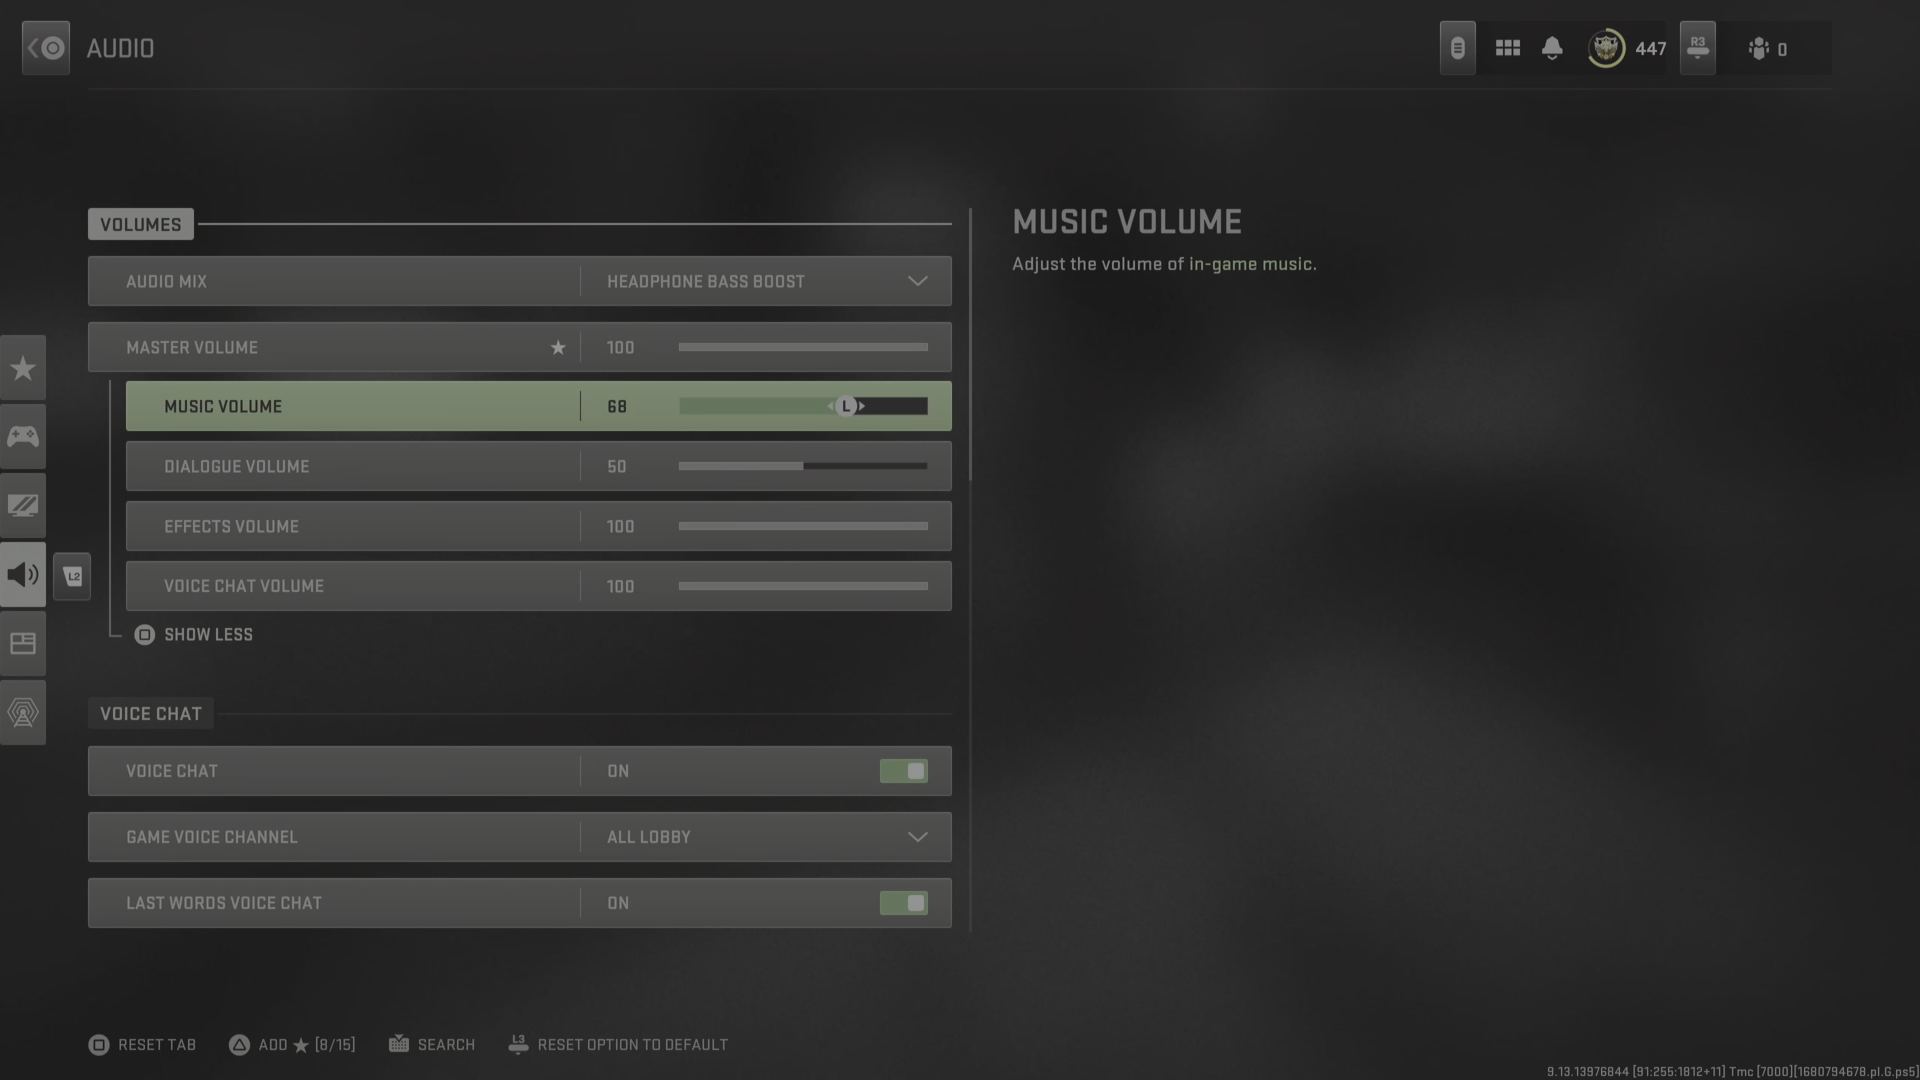 AUDIO
447
R3
0
VOLUMES
AUDIO MIX
HEADPHONE BASS BOOST
MASTER VOLUME
100
MUSIC VOLUME
68
L
DIALOGUE VOLUME
50
EFFECTS VOLUME
100
L2
VOICE CHAT VOLUME
100
SHOW LESS
VOICE CHAT
VOICE CHAT
ON
GAME VOICE CHANNEL
ALL LOBBY
LAST WORDS VOICE CHAT
ON
MUSIC VOLUME
Adjust the volume of in-game music.
RESET TAB
ADD ★ [8/15]
SEARCH
L3
RESET OPTION TO DEFAULT
9.13.13976844 [91:255:1812+11] Tmc [7000][1680794678.pl.G.ps5]